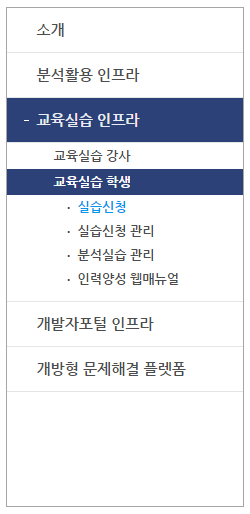 소개
분석활용 인프라
- 교육실습 인프라
교육실습 강사
교육실습 학생
· 실습신청
· 실습신청 관리
· 분석실습 관리
· 인력양성 웹매뉴얼
개발자포털 인프라
개방형 문제해결 플렛폼